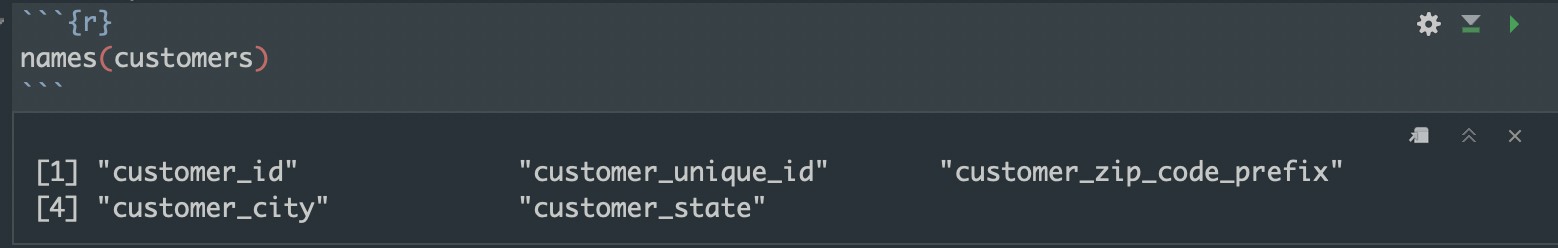 ```{r}
names(customers)
```
[1] "customer_id"            "customer_unique_id"       "customer_zip_code_prefix"
[4] "customer_city"          "customer_state"